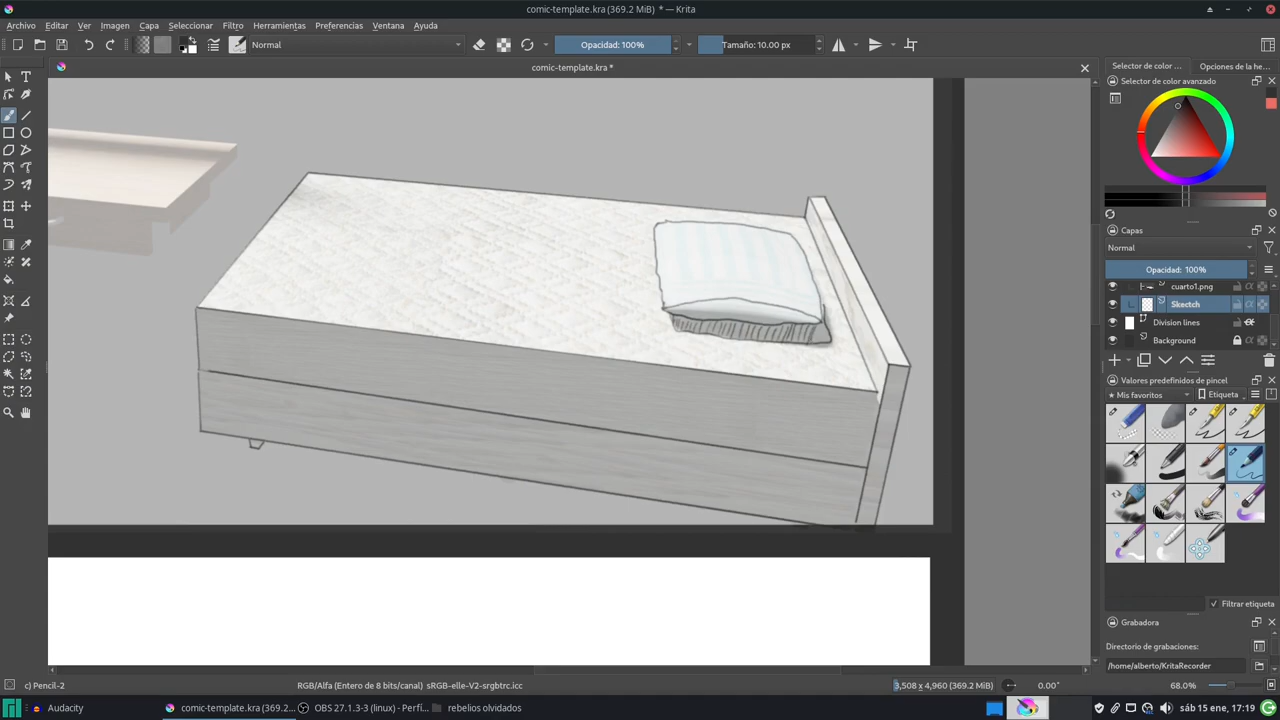 comic-template.kra (369.2 MiB) * — Krita
Archivo Editar Ver Imagen Capa Seleccionar Filtro Herramientas Preferencias Ventana Ayuda
Normal
Opacidad: 100%
Tamaño: 10.00 px
comic-template.kra *
Selector de color ...
Opciones de la he...
Selector de color avanzado
Capas
Normal
Opacidad: 100%
cuarto1.png
Skectch
Division lines
Background
Valores predefinidos de pincel
Mis favoritos
Etiqueta
Filtrar etiqueta
Grabadora
Directorio de grabaciones:
/home/alberto/KritaRecorder
c) Pencil-2
RGB/Alfa (Entero de 8 bits/canal) sRGB-elle-V2-srgbtrc.icc
3,508 x 4,960 (369.2 MiB)
0.00°
68.0%
Audacity
comic-template.kra (369.2...
OBS 27.1.3-3 (linux) - Perfi...
rebelios olvidados
sáb 15 ene, 17:19